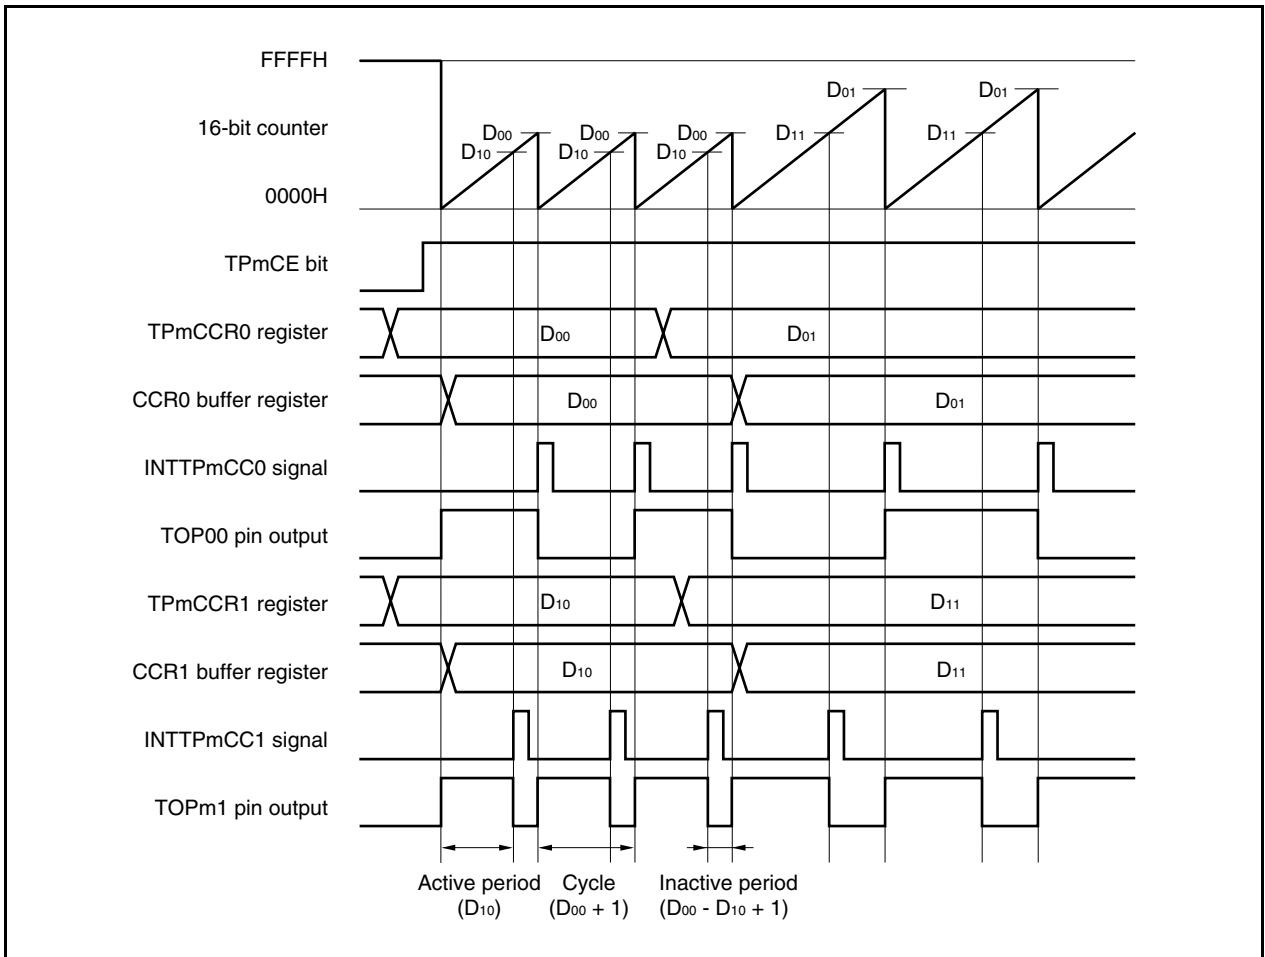 FFFFH
D01 D01
16-bit counter D00 D00 D00 D11 D11
D10 D10 D10
0000H
TPmCE bit
TPmCCR0 register D00 D01
CCR0 buffer register D00 D01
INTTPmCC0 signal
TOP00 pin output
TPmCCR1 register D10 D11
CCR1 buffer register D10 D11
INTTPmCC1 signal
TOPm1 pin output
Active period Cycle Inactive period
(D10) (D00 + 1) (D00 - D10 + 1)